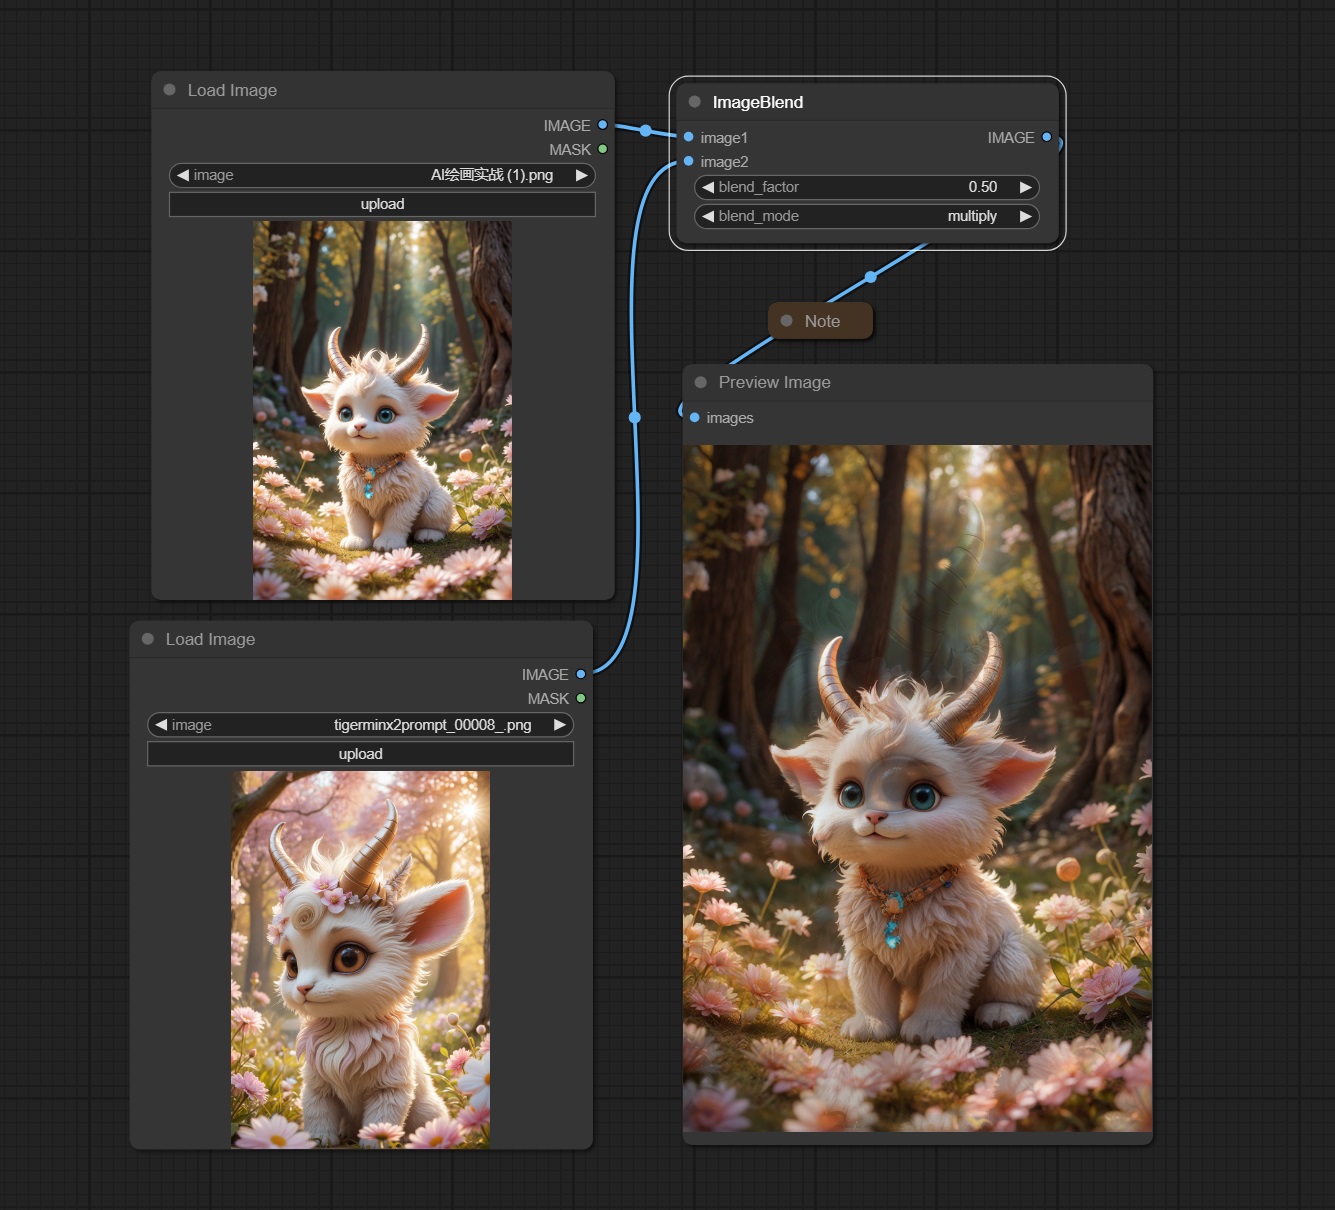 Load Image
IMAGE
MASK
image AI绘画实战 (1).png
upload
ImageBlend
image1 IMAGE
image2
blend_factor 0.50
blend_mode multiply
Note
Preview Image
images
Load Image
IMAGE
MASK
image tigerminx2prompt_00008_.png
upload